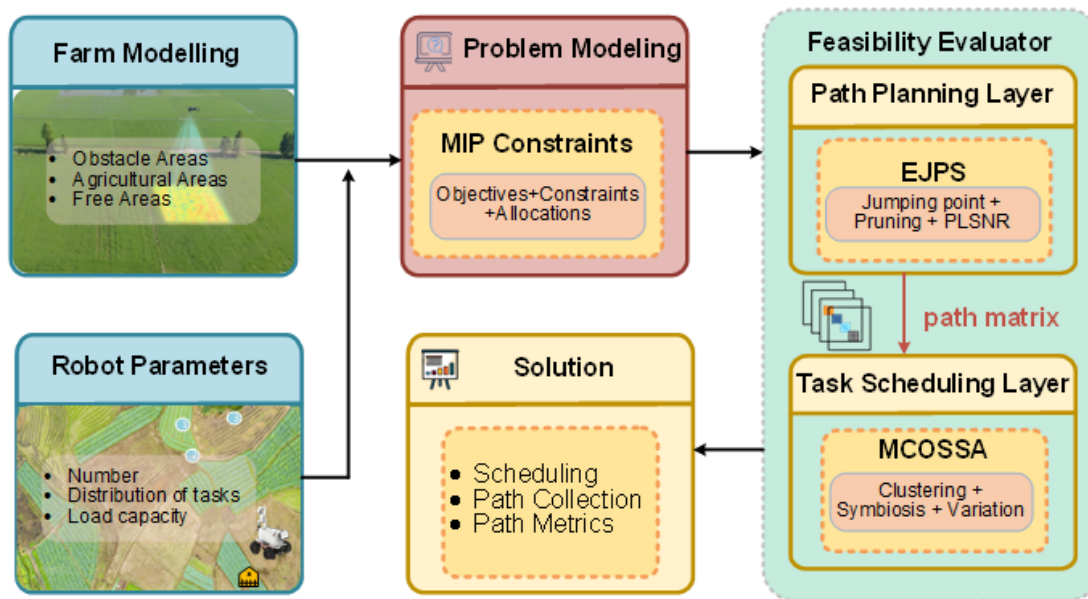 Farm Modelling
• Obstacle Areas
• Agricultural Areas
• Free Areas
Problem Modeling
MIP Constraints
Objectives+Constraints
+Allocations
Feasibility Evaluator
Path Planning Layer
EJPS
Jumping point +
Pruning + PLSNR
path matrix
Robot Parameters
• Number
• Distribution of tasks
• Load capacity
Solution
• Scheduling
• Path Collection
• Path Metrics
Task Scheduling Layer
MCOSSA
Clustering +
Symbiosis + Variation